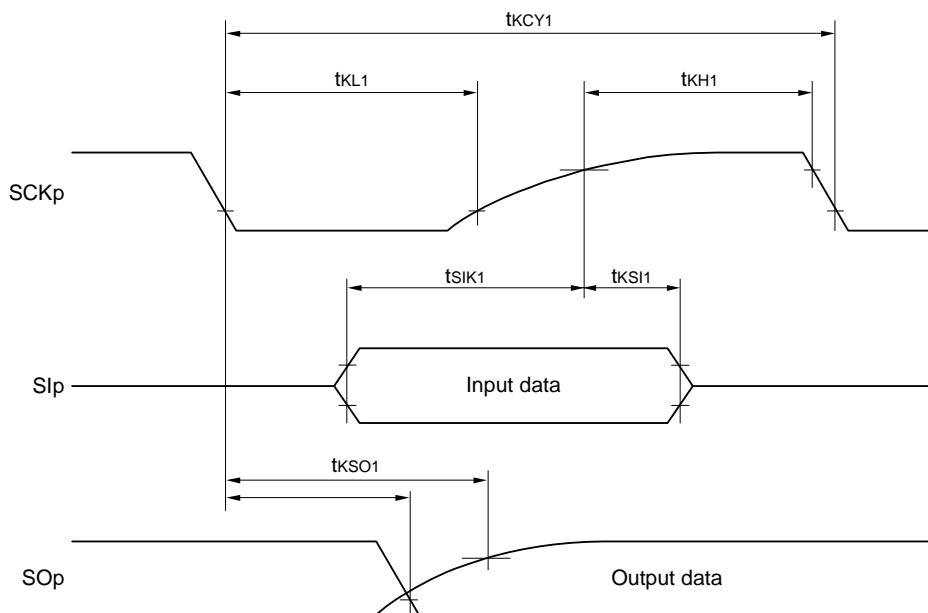 tKCY1
tKL1
tKH1
SCKp
tSIK1
tKSI1
SIp
Input data
tKSO1
SOp
Output data